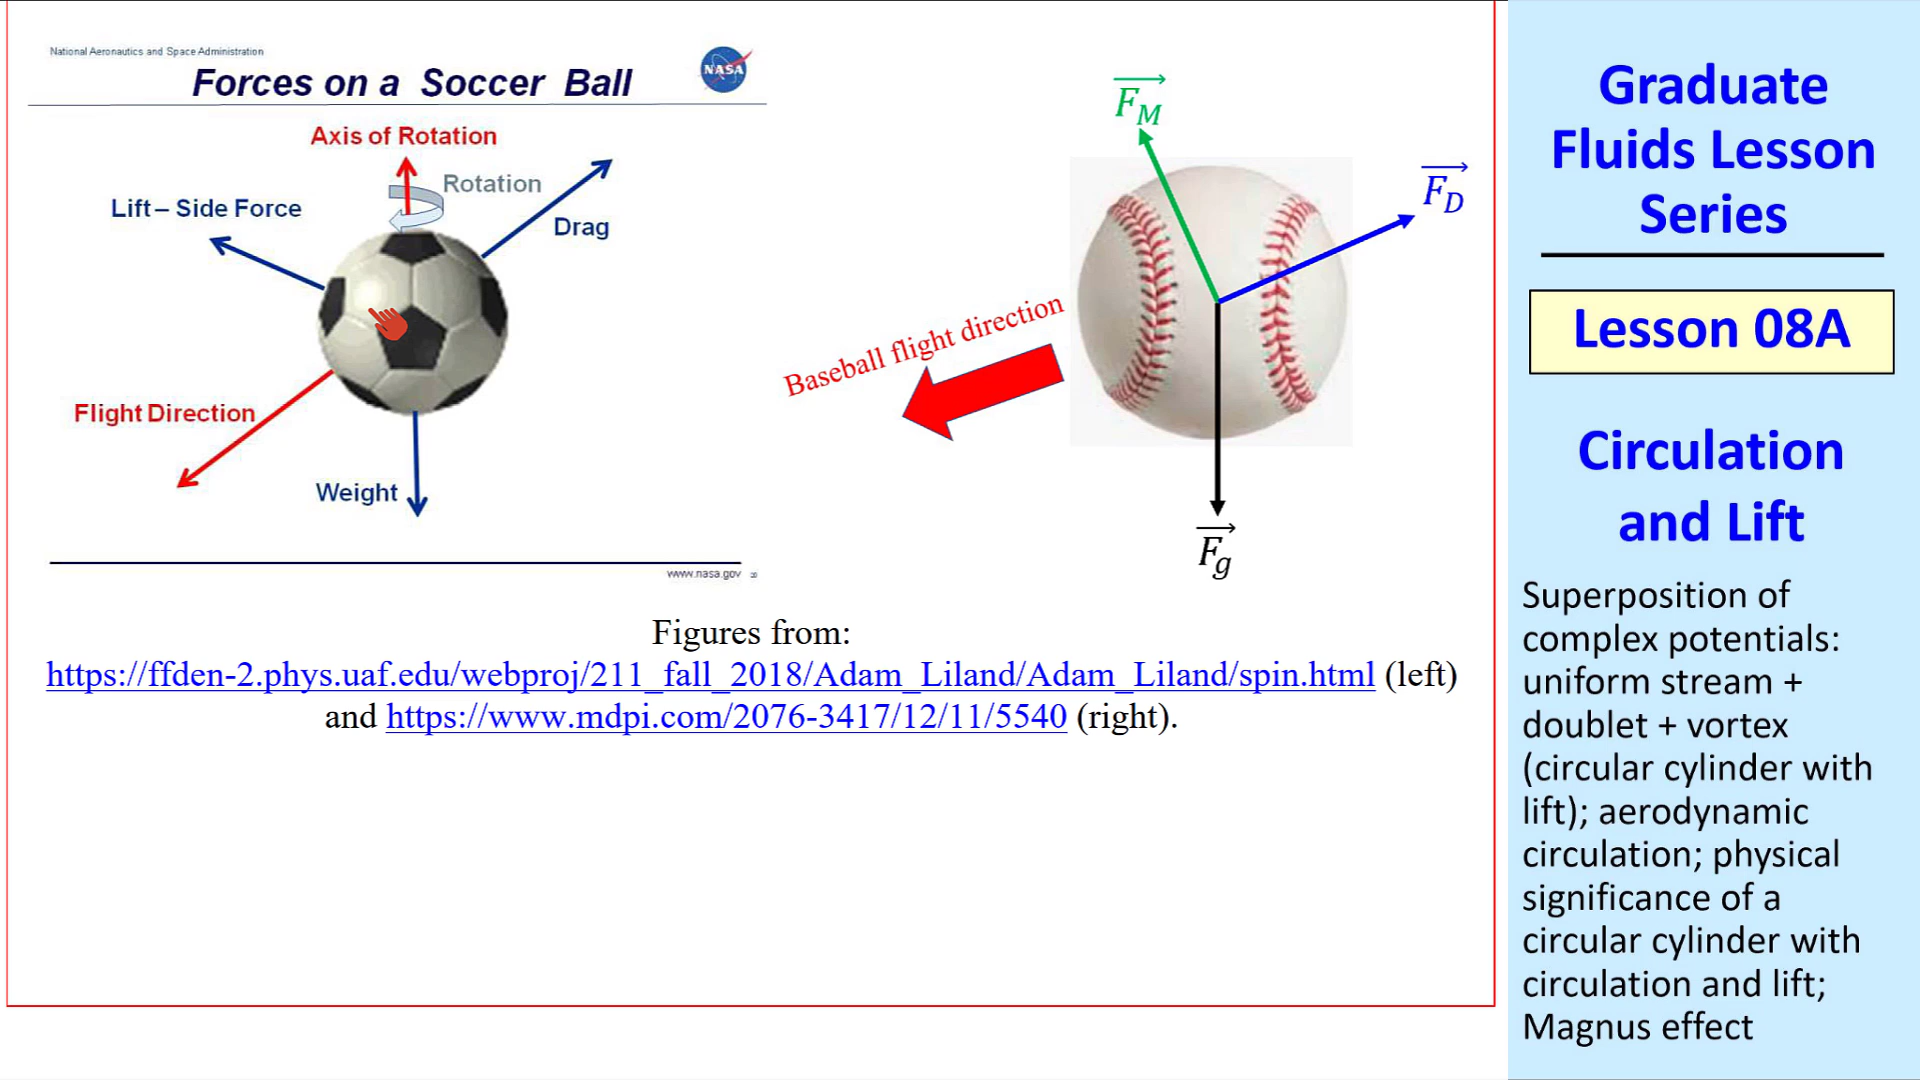 National Aeronautics and Space Administration
Forces on a Soccer Ball
NASA
Axis of Rotation
Rotation
Lift – Side Force
Drag
Flight Direction
Weight
www.nasa.gov
F_M
F_D
Baseball flight direction
F_g
Figures from:
https://ffden-2.phys.uaf.edu/webproj/211_fall_2018/Adam_Liland/Adam_Liland/spin.html (left)
and https://www.mdpi.com/2076-3417/12/11/5540 (right).
Graduate
Fluids Lesson
Series
Lesson 08A
Circulation
and Lift
Superposition of
complex potentials:
uniform stream +
doublet + vortex
(circular cylinder with
lift); aerodynamic
circulation; physical
significance of a
circular cylinder with
circulation and lift;
Magnus effect